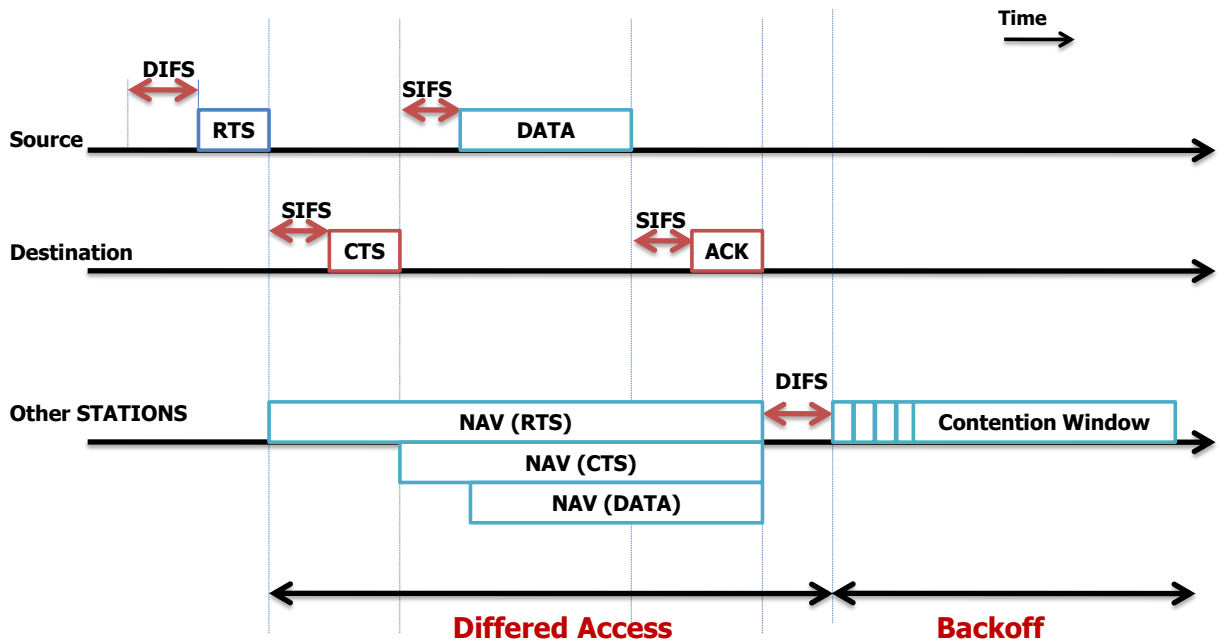 Time
DIFS
SIFS
RTS
DATA
Source
SIFS
SIFS
CTS
ACK
Destination
DIFS
Other STATIONS
NAV (RTS)
Contention Window
NAV (CTS)
NAV (DATA)
Differed Access
Backoff